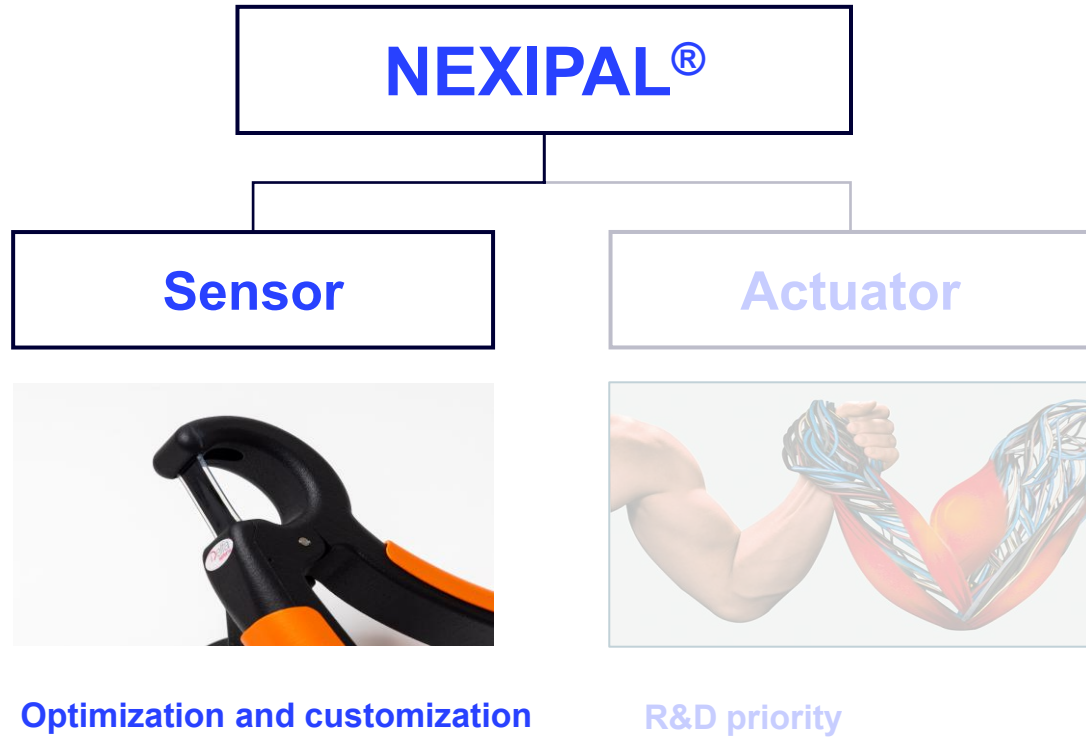 NEXIPAL®
Sensor
Actuator
Optimization and customization
R&D priority